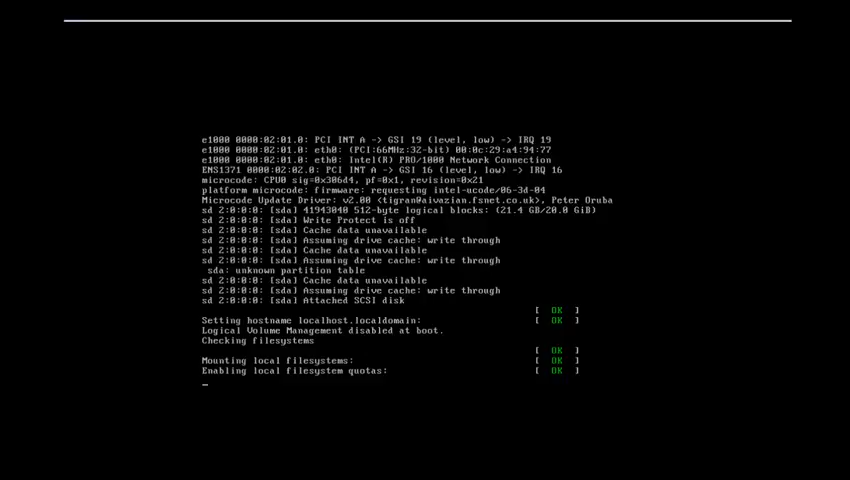 e1000 0000:02:01.0: PCI INT A -> GSI 19 (level, low) -> IRQ 19
e1000 0000:02:01.0: eth0: (PCI:66MHz:32-bit) 00:0c:29:a4:94:77
e1000 0000:02:01.0: eth0: Intel(R) PRO/1000 Network Connection
ENS1371 0000:02:02.0: PCI INT A -> GSI 16 (level, low) -> IRQ 16
microcode: CPU0 sig=0x306d4, pf=0x1, revision=0x21
platform microcode: firmware: requesting intel-ucode/06-3d-04
Microcode Update Driver: v2.00 <tigran@aivazian.fsnet.co.uk>, Peter Oruba
sd 2:0:0:0: [sda] 41943040 512-byte logical blocks: (21.4 GB/20.0 GiB)
sd 2:0:0:0: [sda] Write Protect is off
sd 2:0:0:0: [sda] Cache data unavailable
sd 2:0:0:0: [sda] Assuming drive cache: write through
sd 2:0:0:0: [sda] Cache data unavailable
sd 2:0:0:0: [sda] Assuming drive cache: write through
sda: unknown partition table
sd 2:0:0:0: [sda] Cache data unavailable
sd 2:0:0:0: [sda] Assuming drive cache: write through
sd 2:0:0:0: [sda] Attached SCSI disk
[ OK ]
Setting hostname localhost.localdomain: [ OK ]
Logical Volume Management disabled at boot.
Checking filesystems
[ OK ]
Mounting local filesystems: [ OK ]
Enabling local filesystem quotas: [ OK ]
_